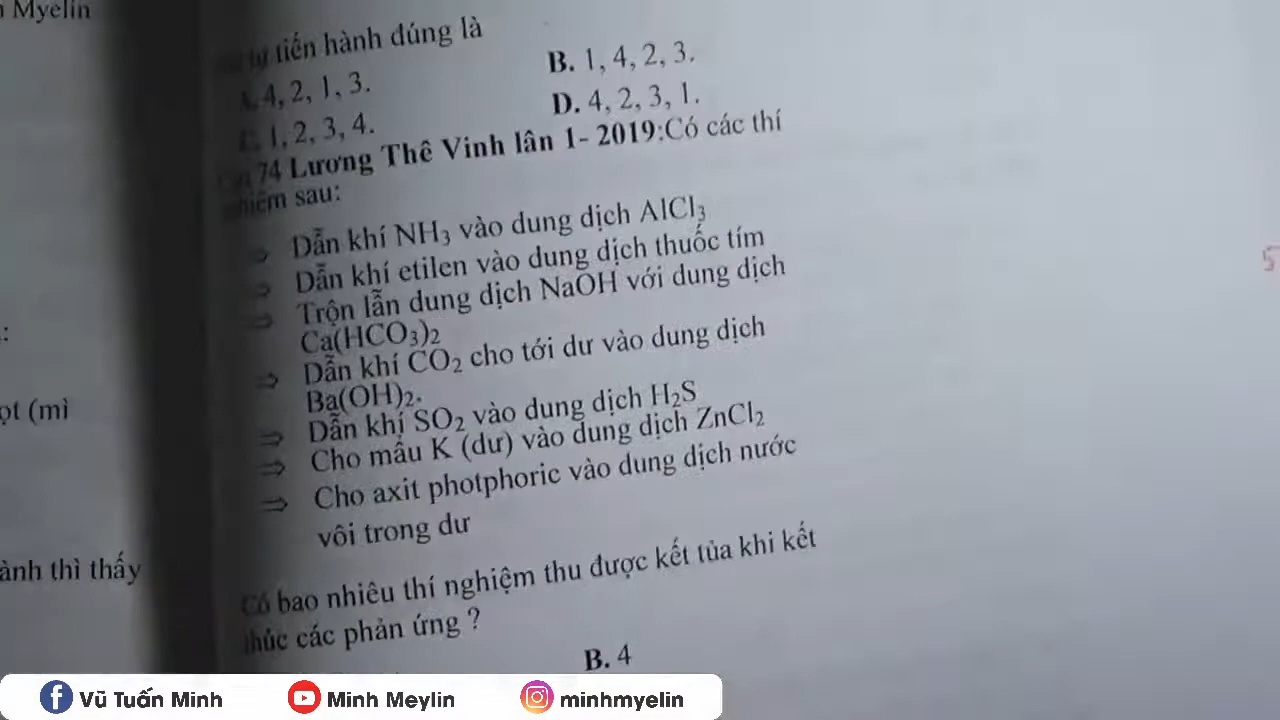 Myelin
tiến hành đúng là
4, 2, 1, 3.
B. 1, 4, 2, 3.
1, 2, 3, 4.
D. 4, 2, 3, 1.
74 Lương Thế Vinh lần 1- 2019:Có các thí
sau:
⇒ Dẫn khí NH3 vào dung dịch AlCl3
⇒ Dẫn khí etilen vào dung dịch thuốc tím
⇒ Trộn lẫn dung dịch NaOH với dung dịch
Ca(HCO3)2
⇒ Dẫn khí CO2 cho tới dư vào dung dịch
Ba(OH)2.
⇒ Dẫn khí SO2 vào dung dịch H2S
⇒ Cho mẩu K (dư) vào dung dịch ZnCl2
⇒ Cho axit photphoric vào dung dịch nước
vôi trong dư
Có bao nhiêu thí nghiệm thu được kết tủa khi kết
thúc các phản ứng ?
B. 4
:
ọt (mì
ành thì thấy
5
Vũ Tuấn Minh
Minh Meylin
minhmyelin